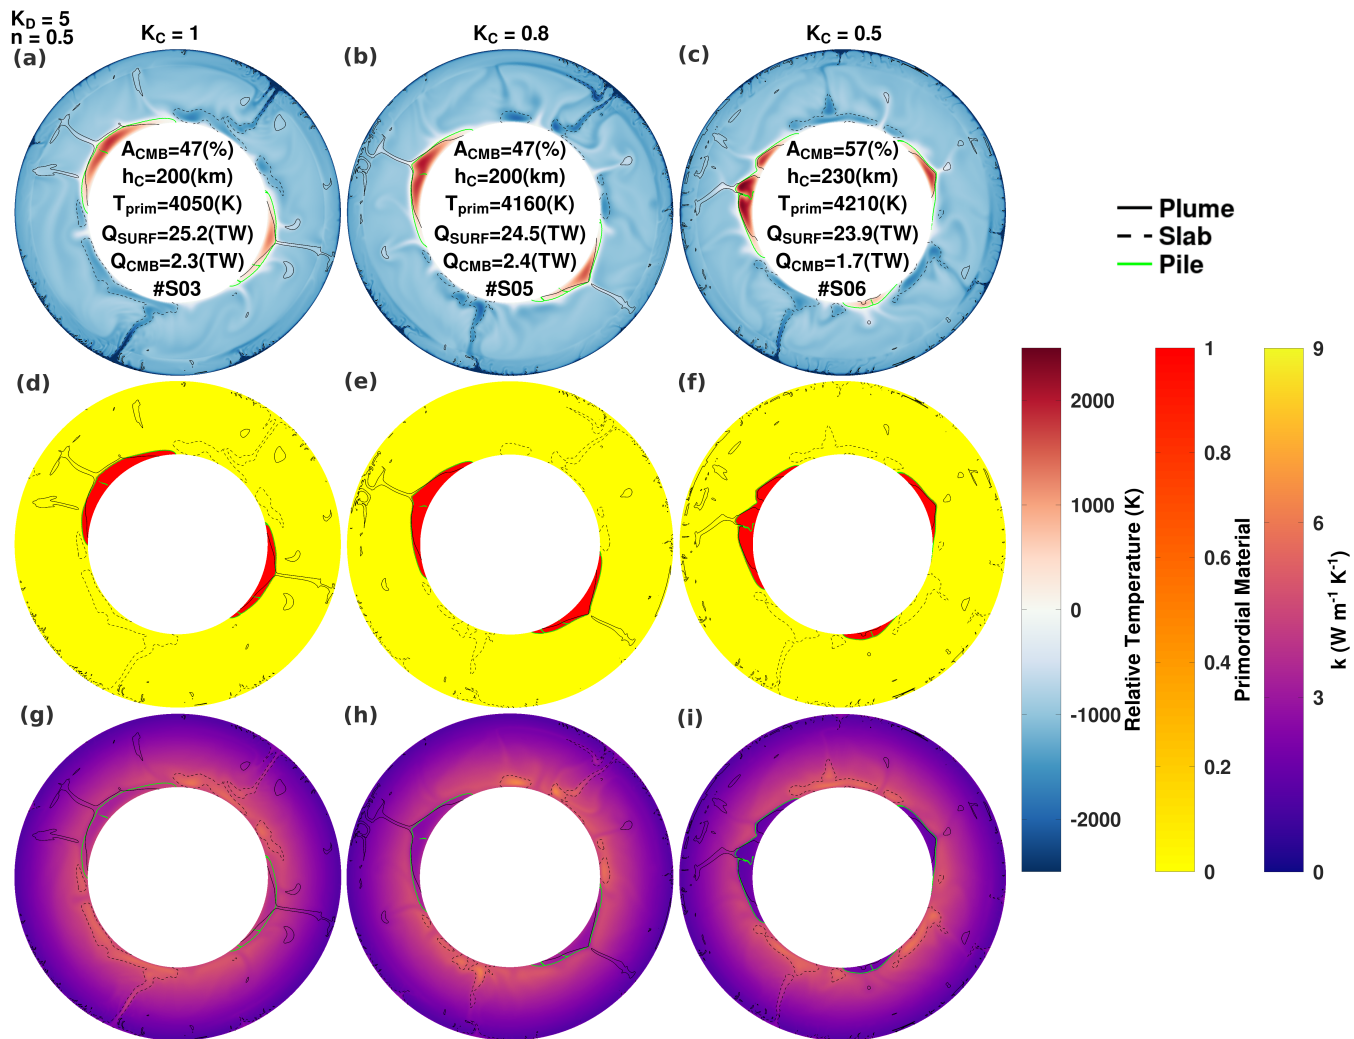 K_D = 5
n = 0.5
K_C = 1
K_C = 0.8
K_C = 0.5
(a)
(b)
(c)
A_CMB=47(%)
h_C=200(km)
T_prim=4050(K)
Q_SURF=25.2(TW)
Q_CMB=2.3(TW)
#S03
A_CMB=47(%)
h_C=200(km)
T_prim=4160(K)
Q_SURF=24.5(TW)
Q_CMB=2.4(TW)
#S05
A_CMB=57(%)
h_C=230(km)
T_prim=4210(K)
Q_SURF=23.9(TW)
Q_CMB=1.7(TW)
#S06
Plume
Slab
Pile
(d)
(e)
(f)
(g)
(h)
(i)
2000
1000
0
-1000
-2000
Relative Temperature (K)
1
0.8
0.6
0.4
0.2
0
Primordial Material
9
6
3
0
k (W m⁻¹ K⁻¹)